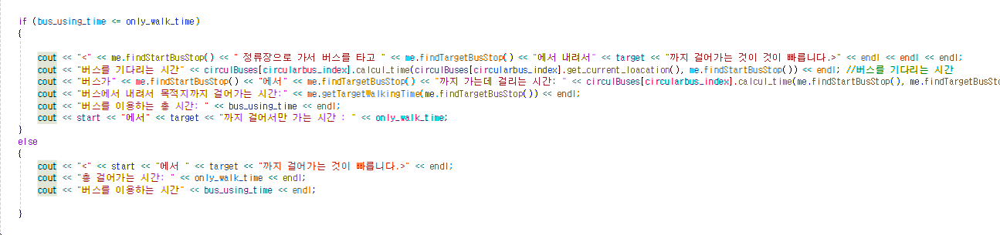 if (bus_using_time <= only_walk_time)
{
cout << "<" << me.findStartBusStop() << " 정류장으로 가서 버스를 타고 " << me.findTargetBusStop() << "에서 내려서" << target << "까지 걸어가는 것이 것이 빠릅니다.>" << endl << endl << endl;
cout << "버스를 기다리는 시간" << circulBuses[circularbus_index].calcul_time(circulBuses[circularbus_index].get_current_loacation(), me.findStartBusStop()) << endl; //버스를 기다리는 시간
cout << "버스가" << me.findStartBusStop() << "에서" << me.findTargetBusStop() << "까지 가는데 걸리는 시간: " << circulBuses[circularbus_index].calcul_time(me.findStartBusStop(), me.findTargetBusSto
cout << "버스에서 내려서 목적지까지 걸어가는 시간:" << me.getTargetWalkingTime(me.findTargetBusStop()) << endl;
cout << "버스를 이용하는 총 시간: " << bus_using_time << endl;
cout << start << "에서" << target << "까지 걸어서만 가는 시간 : " << only_walk_time;
}
else
{
cout << "<" << start << "에서 " << target << "까지 걸어가는 것이 빠릅니다.>" << endl;
cout << "총 걸어가는 시간: " << only_walk_time << endl;
cout << "버스를 이용하는 시간" << bus_using_time << endl;
}